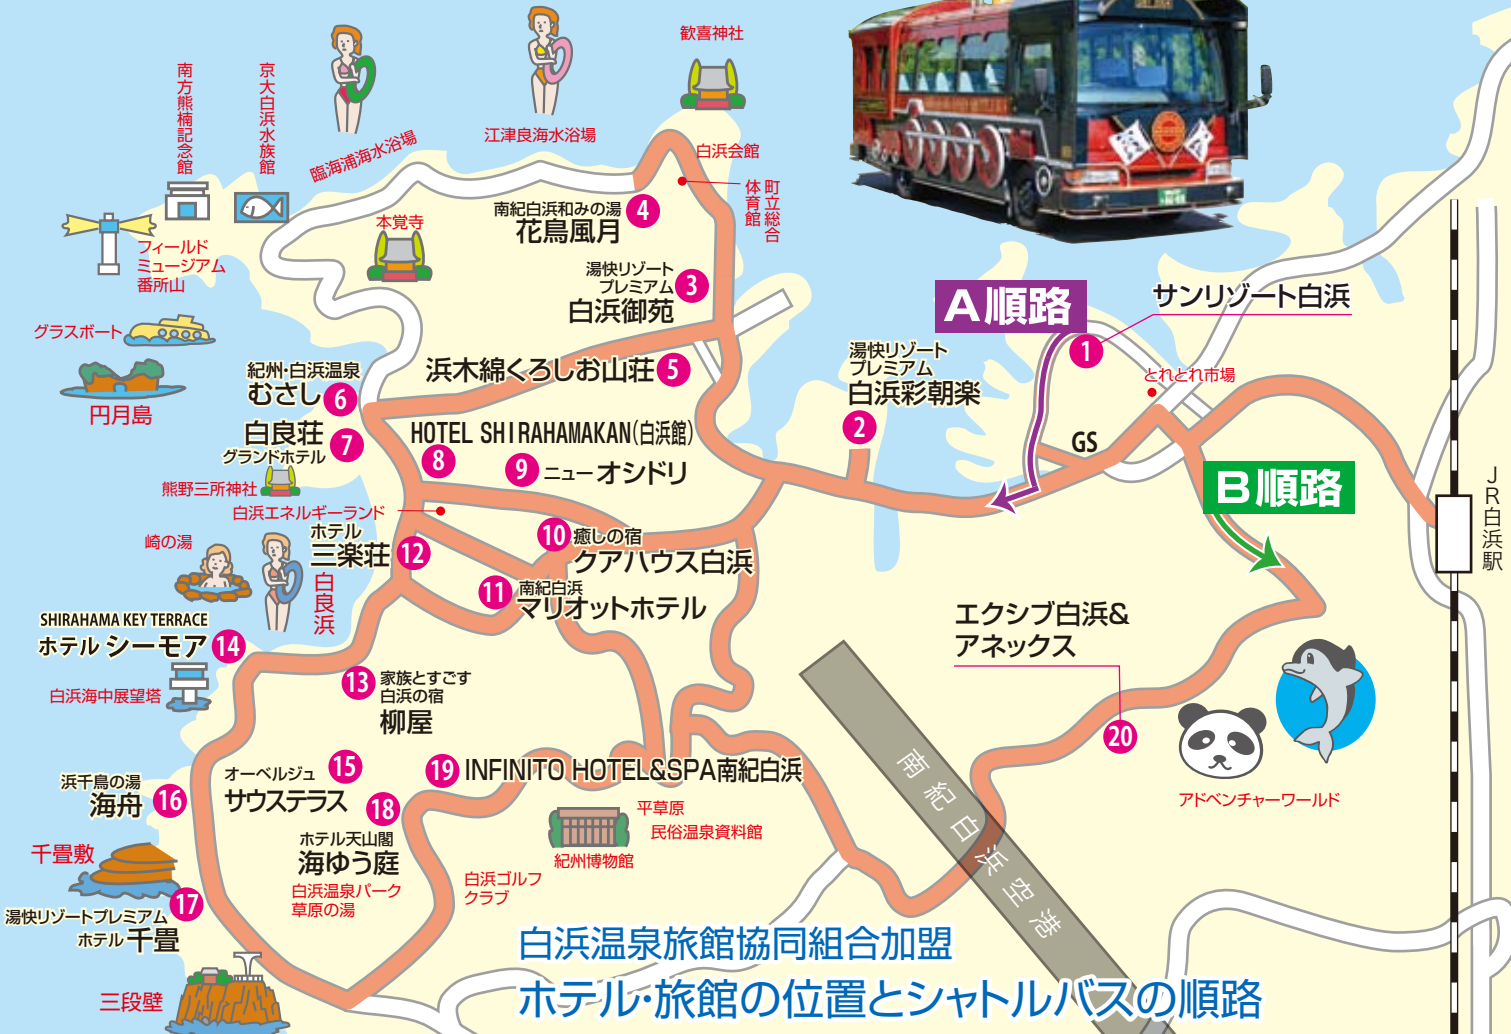 歓喜神社
南方熊楠記念館
京大白浜水族館
臨海浦海水浴場
江津良海水浴場
白浜会館
町立総合
体育館
フィールド
ミュージアム
番所山
本覚寺
南紀白浜和みの湯
花鳥風月
4
湯快リゾート
プレミアム
白浜御苑
3
A順路
サンリゾート白浜
1
とれとれ市場
グラスボート
円月島
紀州・白浜温泉
むさし
6
浜木綿くろしお山荘
5
湯快リゾート
プレミアム
白浜彩朝楽
2
白良荘
グランドホテル
7
HOTEL SHIRAHAMAKAN(白浜館)
8
9
ニューオシドリ
GS
B順路
JR白浜駅
熊野三所神社
白浜エネルギーランド
崎の湯
白良浜
ホテル
三楽荘
12
10
癒しの宿
クアハウス白浜
11
南紀白浜
マリオットホテル
SHIRAHAMA KEY TERRACE
ホテル シーモア
14
白浜海中展望塔
13
家族とすごす
白浜の宿
柳屋
エクシブ白浜&
アネックス
20
アドベンチャーワールド
南紀白浜空港
浜千鳥の湯
海舟
16
オーベルジュ
サウステラス
15
18
ホテル天山閣
海ゆう庭
白浜温泉パーク
草原の湯
19
INFINITO HOTEL&SPA南紀白浜
平草原
民俗温泉資料館
紀州博物館
白浜ゴルフ
クラブ
千畳敷
17
湯快リゾートプレミアム
ホテル千畳
三段壁
白浜温泉旅館協同組合加盟
ホテル・旅館の位置とシャトルバスの順路